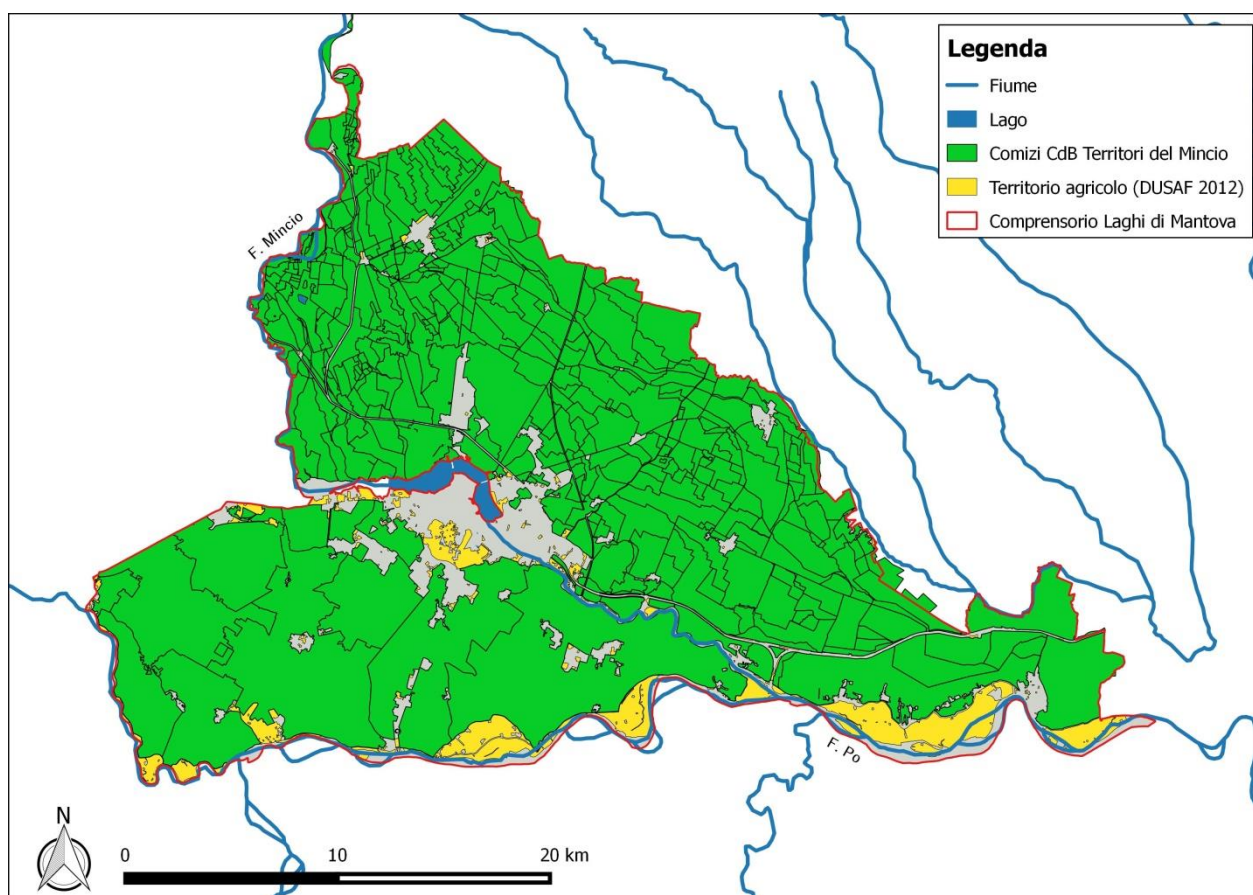 Legenda
Fiume
Lago
Comizi CdB Territori del Mincio
Territorio agricolo (DUSAF 2012)
Comprensorio Laghi di Mantova
F. Mincio
F. Po
N
0 10 20 km